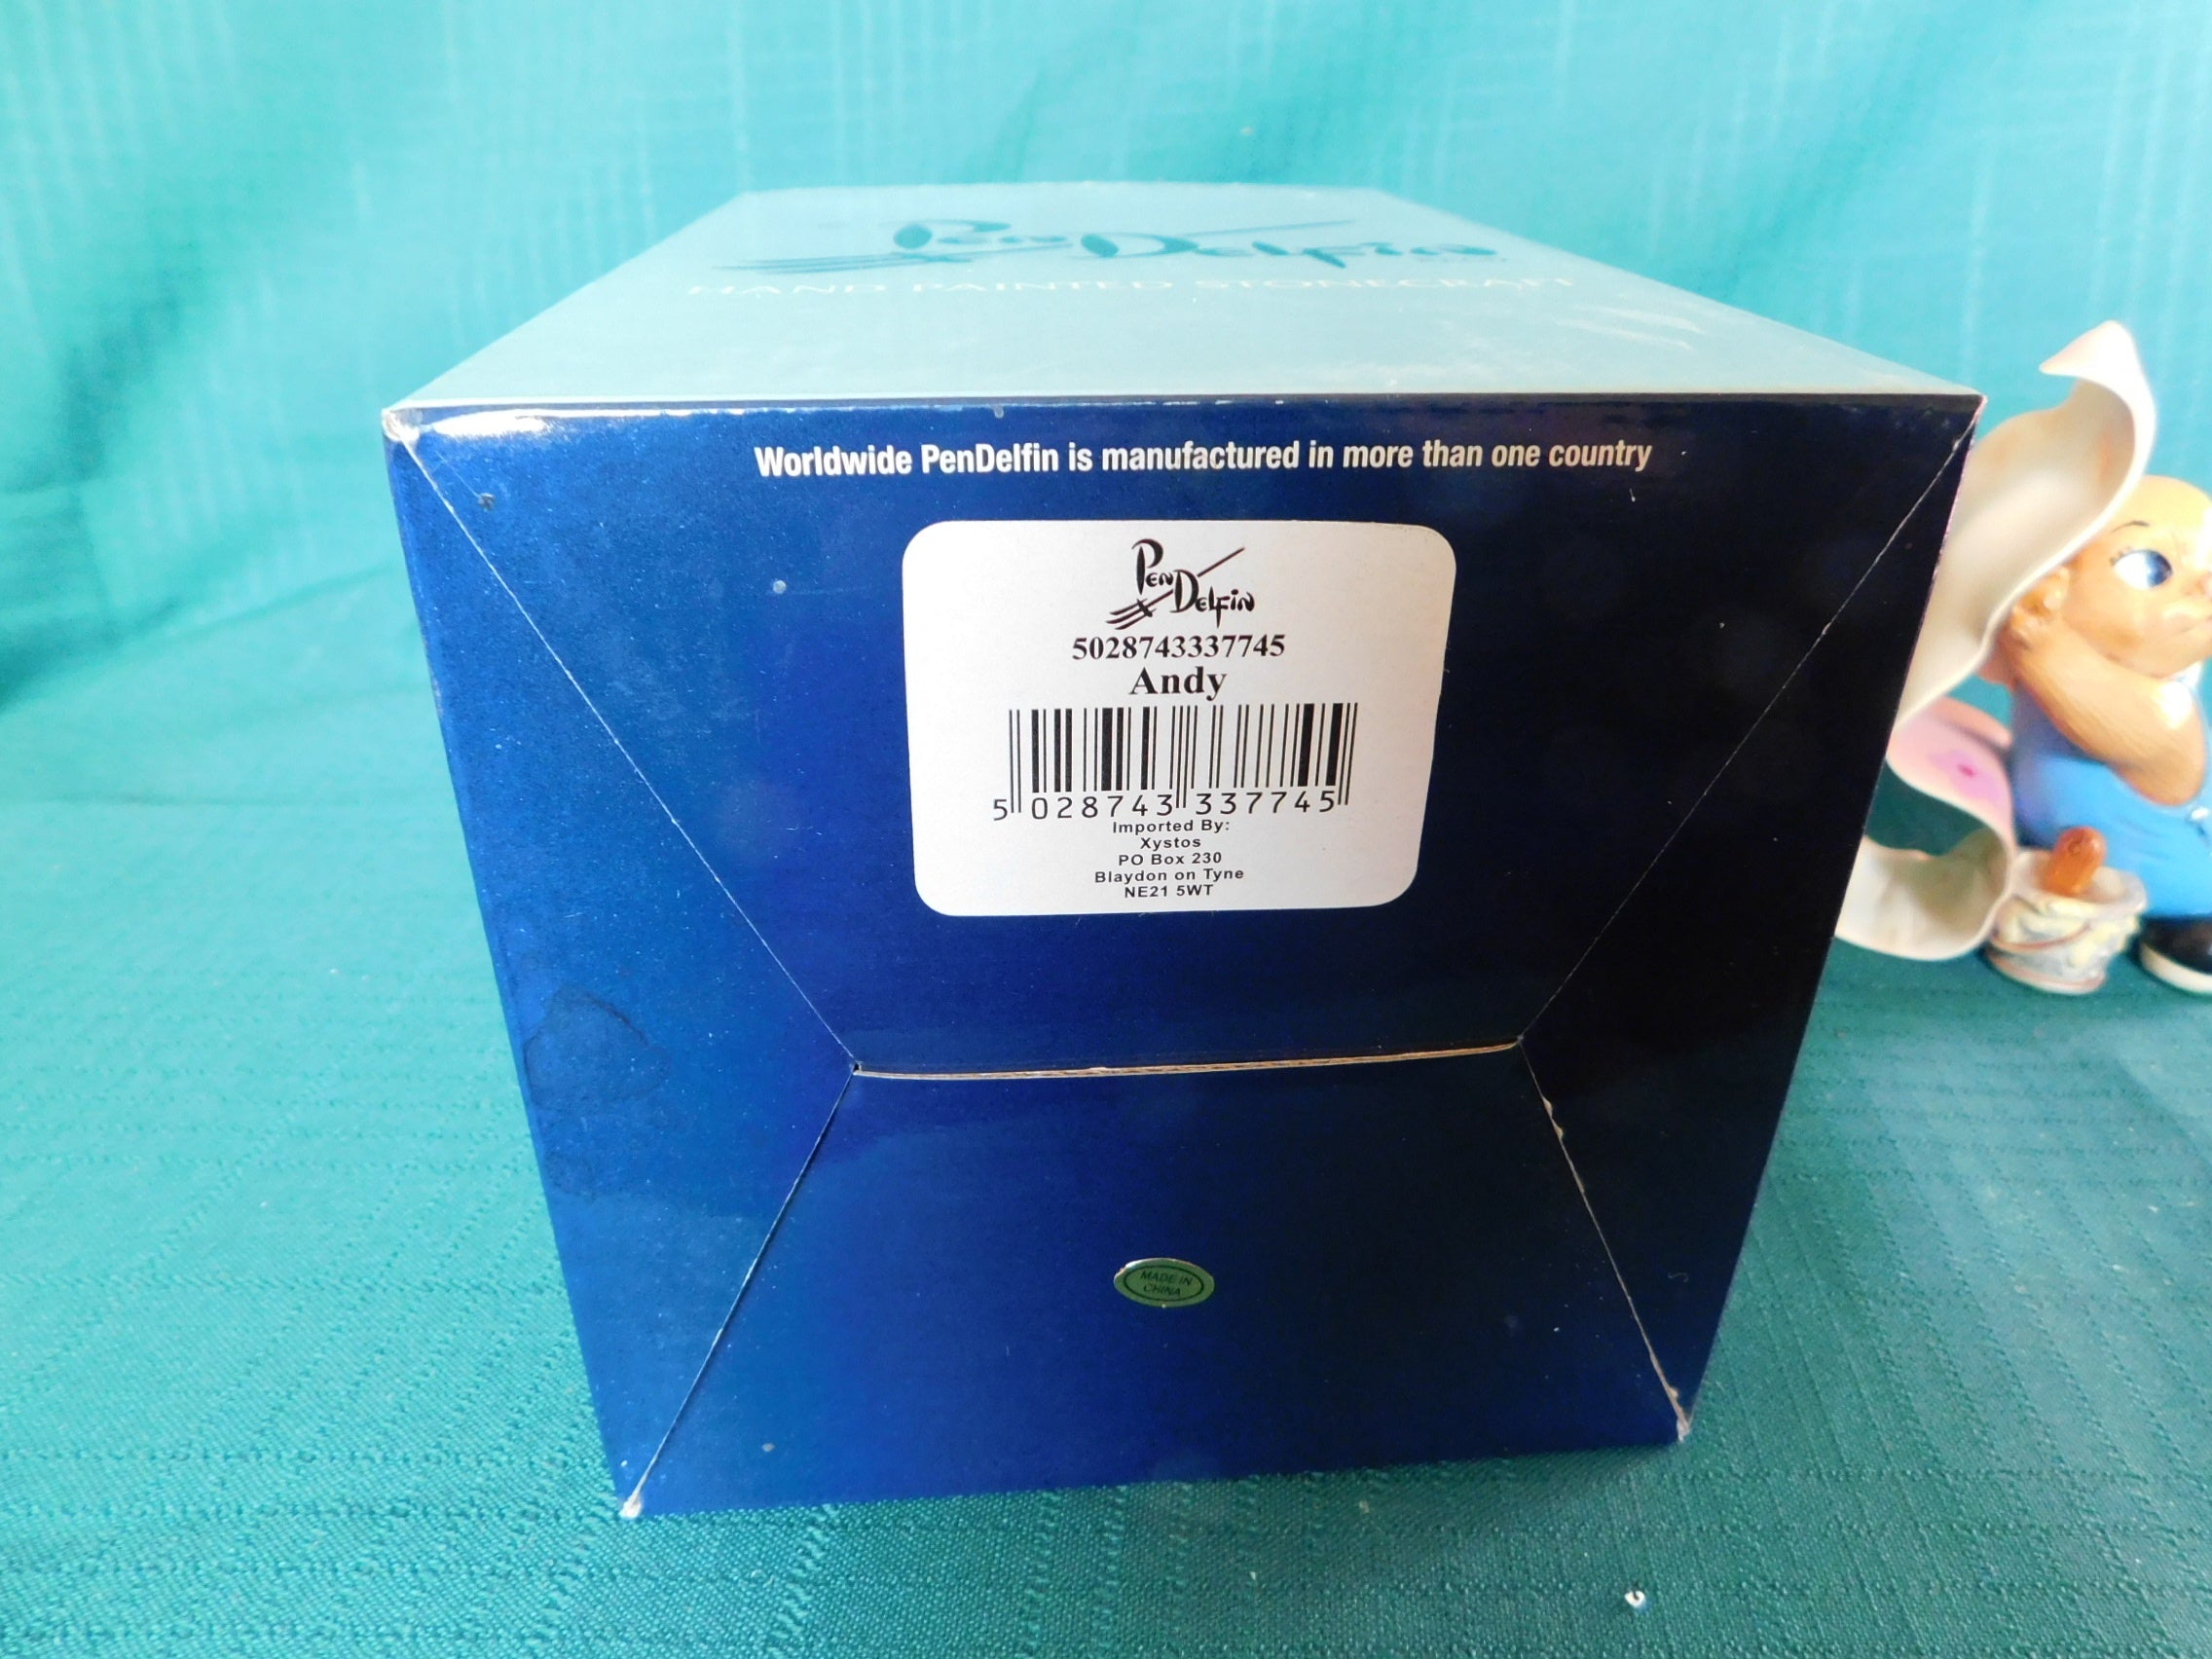 PenDelfin
HAND PAINTED STONECRAFT
Worldwide PenDelfin is manufactured in more than one country
PenDelfin
5028743337745
Andy
5 028743 337745
Imported By:
Xystos
PO Box 230
Blaydon on Tyne
NE21 5WT
MADE IN
CHINA